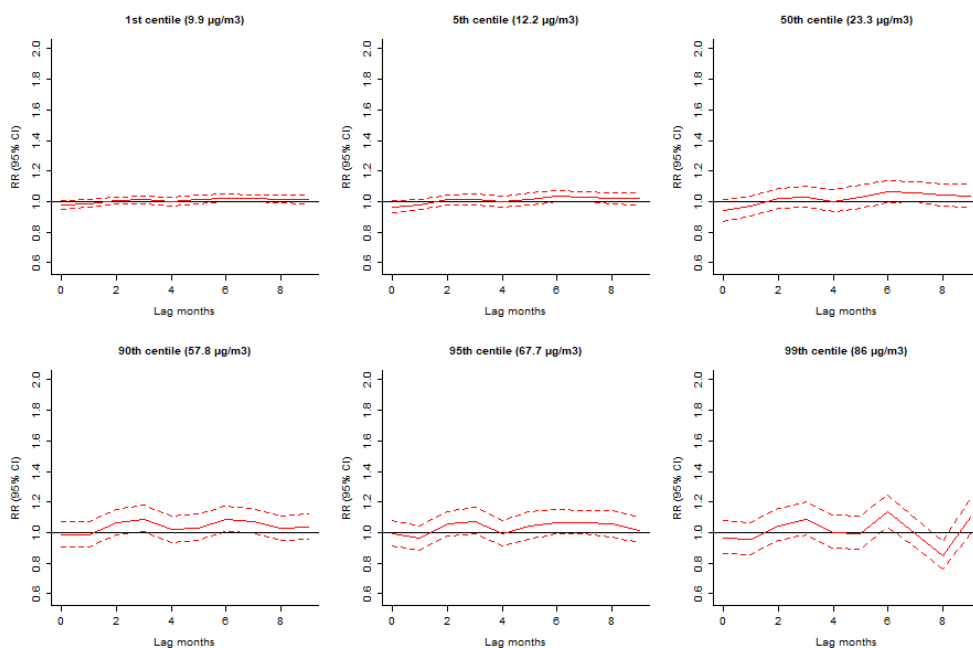 1st centile (9.9 µg/m3)
RR (95% CI)
2.0
1.8
1.6
1.4
1.2
1.0
0.8
0.6
0 2 4 6 8
Lag months
5th centile (12.2 µg/m3)
RR (95% CI)
2.0
1.8
1.6
1.4
1.2
1.0
0.8
0.6
0 2 4 6 8
Lag months
50th centile (23.3 µg/m3)
RR (95% CI)
2.0
1.8
1.6
1.4
1.2
1.0
0.8
0.6
0 2 4 6 8
Lag months
90th centile (57.8 µg/m3)
RR (95% CI)
2.0
1.8
1.6
1.4
1.2
1.0
0.8
0.6
0 2 4 6 8
Lag months
95th centile (67.7 µg/m3)
RR (95% CI)
2.0
1.8
1.6
1.4
1.2
1.0
0.8
0.6
0 2 4 6 8
Lag months
99th centile (86 µg/m3)
RR (95% CI)
2.0
1.8
1.6
1.4
1.2
1.0
0.8
0.6
0 2 4 6 8
Lag months